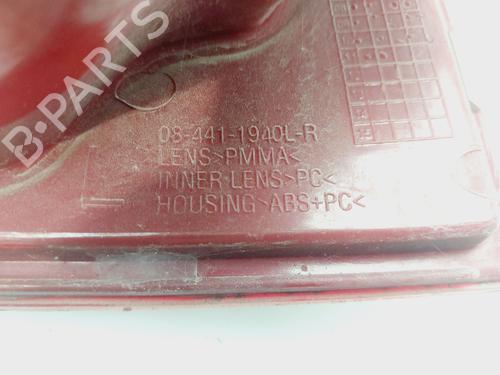 B-PARTS
08-441-1940L-R
LENS>PMMA<
INNER LENS>PC<
HOUSING>ABS+PC<